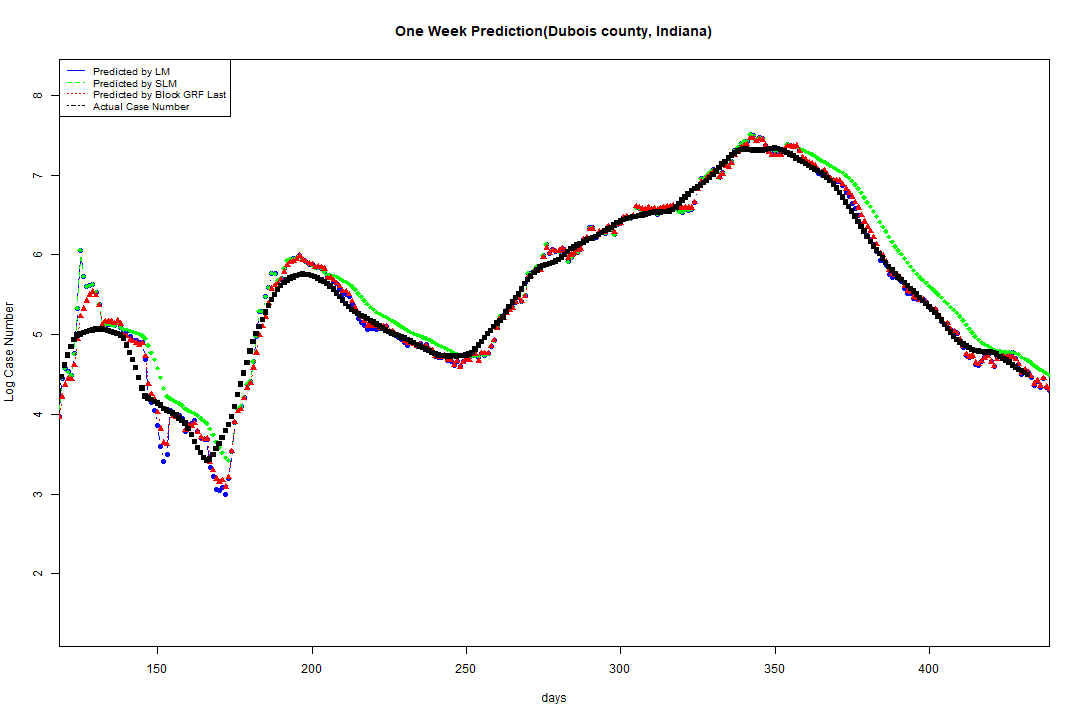 One Week Prediction(Dubois county, Indiana)
Predicted by LM
Predicted by SLM
Predicted by Block GRF Last
Actual Case Number
8
7
6
5
4
3
2
Log Case Number
150 200 250 300 350 400
days